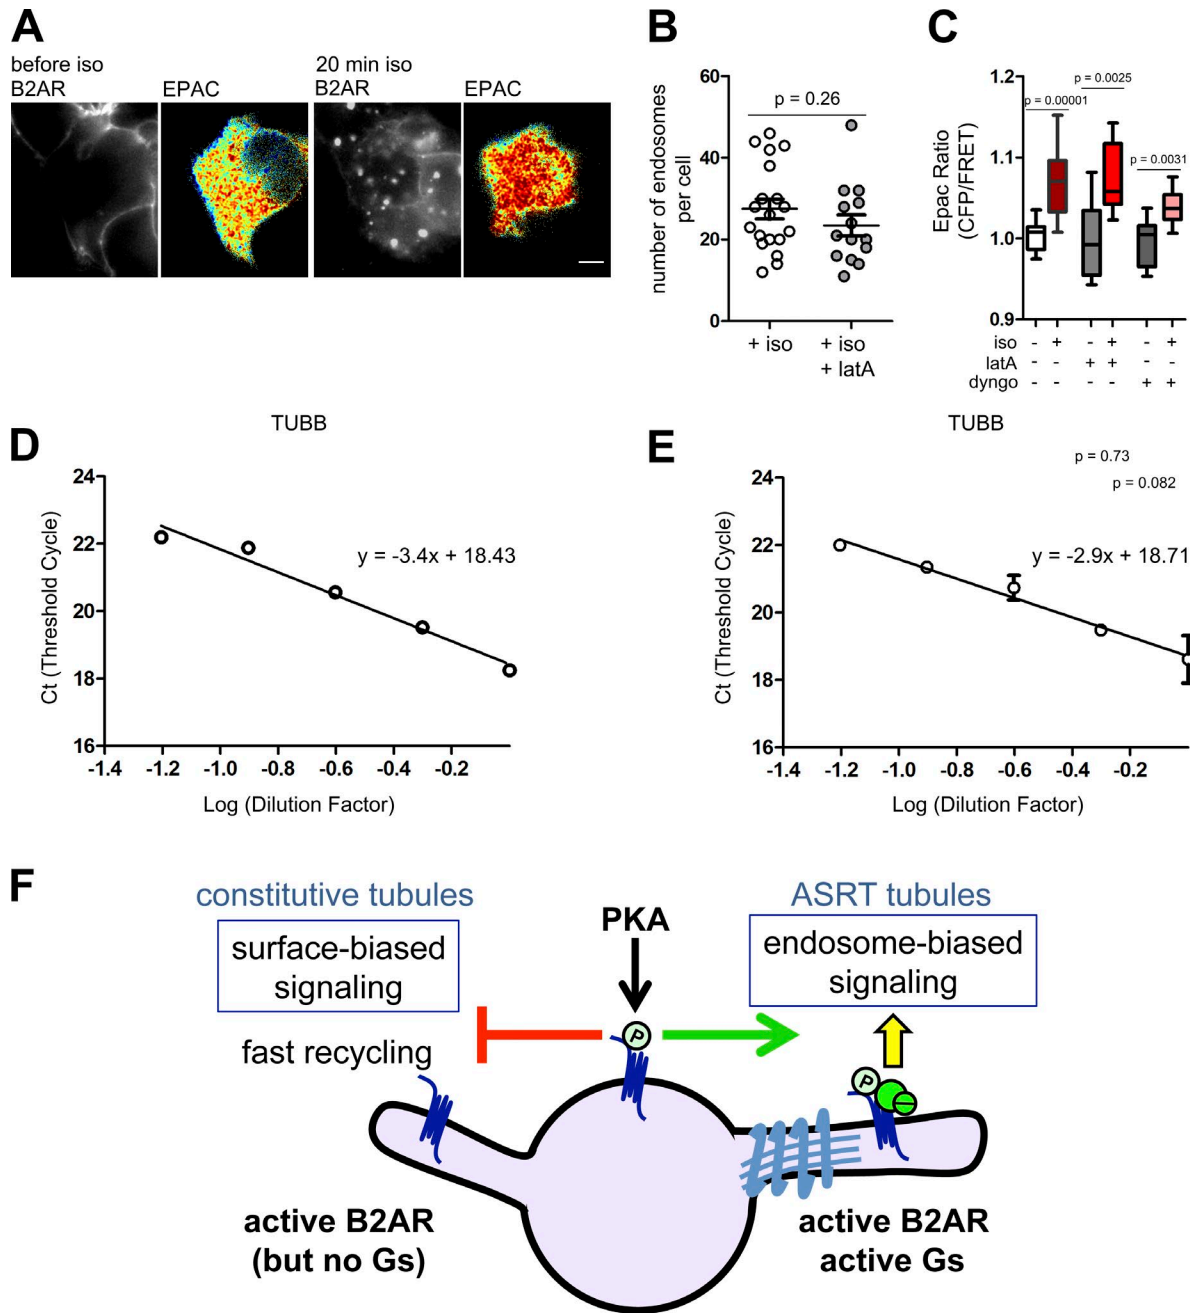 A
before iso
B2AR
EPAC
20 min iso
B2AR
EPAC
B
p = 0.26
number of endosomes
per cell
60
40
20
0
+ iso
+ iso
+ latA
C
p = 0.00001
p = 0.0025
p = 0.0031
Epac Ratio
(CFP/FRET)
1.2
1.1
1.0
0.9
iso - + - + - +
latA - - + + - -
dyngo - - - - + +
D
TUBB
Ct (Threshold Cycle)
24
22
20
18
16
y = -3.4x + 18.43
-1.4 -1.2 -1.0 -0.8 -0.6 -0.4 -0.2
Log (Dilution Factor)
E
TUBB
p = 0.73
p = 0.082
Ct (Threshold Cycle)
24
22
20
18
16
y = -2.9x + 18.71
-1.4 -1.2 -1.0 -0.8 -0.6 -0.4 -0.2
Log (Dilution Factor)
F
constitutive tubules
surface-biased
signaling
fast recycling
PKA
P
ASRT tubules
endosome-biased
signaling
P
active B2AR
(but no Gs)
active B2AR
active Gs